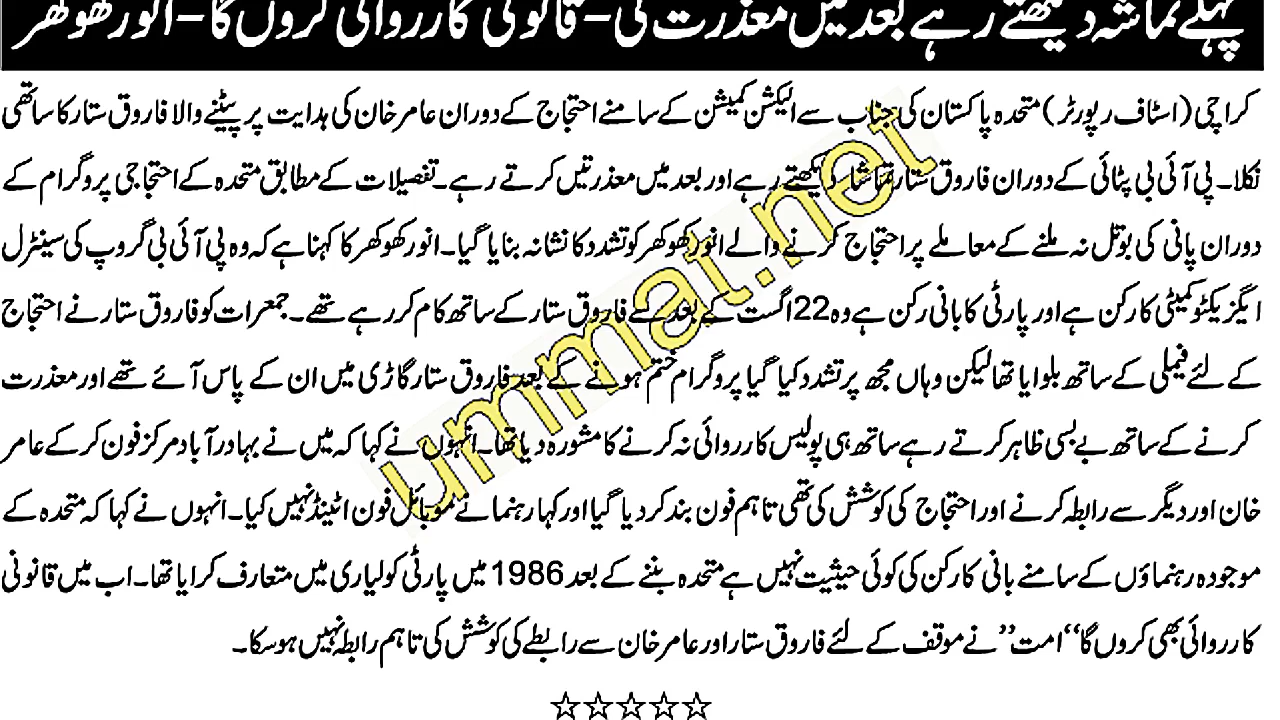 پہلے تماشہ دیکھتے رہے بعد میں معذرت کی-قانونی کارروائی کروں گا-انور کھوکھر
کراچی (اسٹاف رپورٹر) متحدہ پاکستان کی جناب سے الیکشن کمیشن کے سامنے احتجاج کے دوران عامر خان کی ہدایت پر پیٹنے والا فاروق ستار کا ساتھی
نکلا۔ پی آئی بی پٹائی کے دوران فاروق ستار تماشا دیکھتے رہے اور بعد میں معذرتیں کرتے رہے۔ تفصیلات کے مطابق متحدہ کے احتجاجی پروگرام کے
دوران پانی کی بوتل نہ ملنے کے معاملے پر احتجاج کرنے والے انور کھوکھر کو تشدد کا نشانہ بنایا گیا۔ انور کھوکھر کا کہنا ہے کہ وہ پی آئی بی گروپ کی سینٹرل
ایگزیکٹو کمیٹی کا رکن ہے اور پارٹی کا بانی رکن ہے وہ 22 اگست کے بعد کے فاروق ستار کے ساتھ کام کر رہے تھے۔ جمعرات کو فاروق ستار نے احتجاج
کے لئے فیملی کے ساتھ بلوایا تھا لیکن وہاں مجھ پر تشدد کیا گیا پروگرام ختم ہونے کے بعد فاروق ستار گاڑی میں ان کے پاس آئے تھے اور معذرت
کرنے کے ساتھ بے بسی ظاہر کرتے رہے ساتھ ہی پولیس کارروائی نہ کرنے کا مشورہ دیا تھا۔ انہوں نے کہا کہ میں نے بہادر آباد مرکز فون کر کے عامر
خان اور دیگر سے رابطہ کرنے اور احتجاج کی کوشش کی تھی تاہم فون بند کر دیا گیا اور کہا رہنما نے موبائل فون اٹینڈ نہیں کیا۔ انہوں نے کہا کہ متحدہ کے
موجودہ رہنماؤں کے سامنے بانی کارکن کی کوئی حیثیت نہیں ہے متحدہ بننے کے بعد 1986 میں پارٹی کو لیاری میں متعارف کرایا تھا۔ اب میں قانونی
کارروائی بھی کروں گا ‘‘امت’’ نے موقف کے لئے فاروق ستار اور عامر خان سے رابطے کی کوشش کی تاہم رابطہ نہیں ہو سکا۔
ummat.net